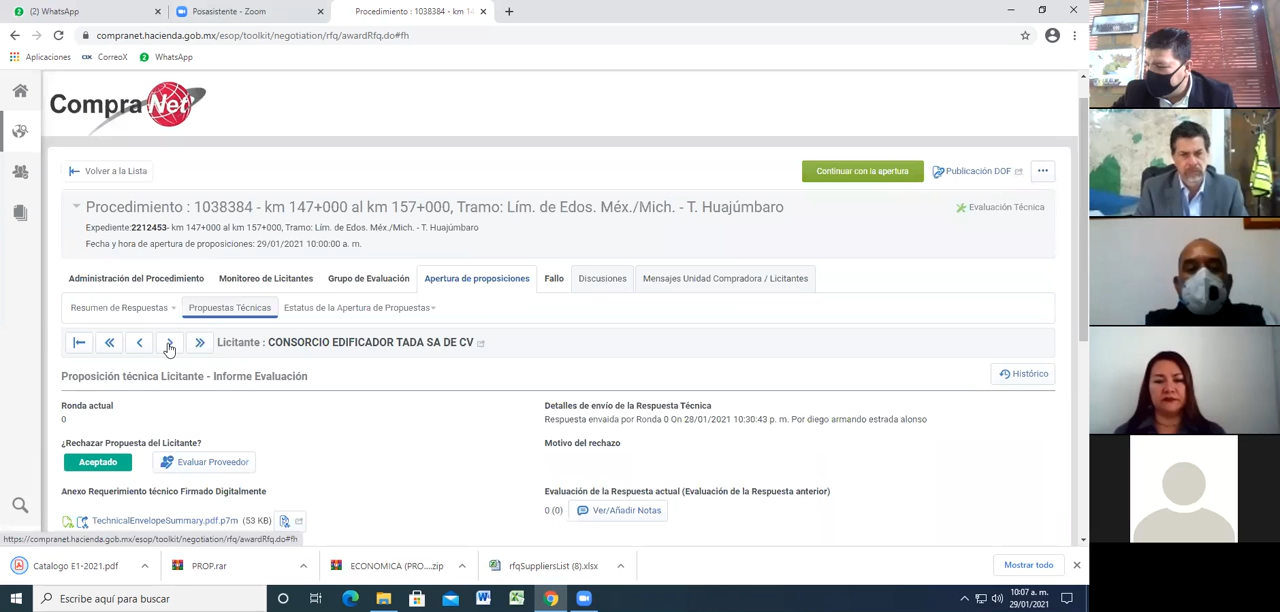 (2) WhatsApp
Posasistente - Zoom
Procedimiento : 1038384 - km 14
compranet.hacienda.gob.mx/esop/toolkit/negotiation/rfq/awardRfq.do#fh
Aplicaciones
CorreoX
WhatsApp
CompraNet
Volver a la Lista
Continuar con la apertura
Publicación DOF
Procedimiento : 1038384 - km 147+000 al km 157+000, Tramo: Lím. de Edos. Méx./Mich. - T. Huajúmbaro
Evaluación Técnica
Expediente:2212453- km 147+000 al km 157+000, Tramo: Lím. de Edos. Méx./Mich. - T. Huajúmbaro
Fecha y hora de apertura de proposiciones: 29/01/2021 10:00:00 a. m.
Administración del Procedimiento
Monitoreo de Licitantes
Grupo de Evaluación
Apertura de proposiciones
Fallo
Discusiones
Mensajes Unidad Compradora / Licitantes
Resumen de Respuestas
Propuestas Técnicas
Estatus de la Apertura de Propuestas
Licitante : CONSORCIO EDIFICADOR TADA SA DE CV
Proposición técnica Licitante - Informe Evaluación
Histórico
Ronda actual
0
Detalles de envío de la Respuesta Técnica
Respuesta envaida por Ronda 0 On 28/01/2021 10:30:43 p. m. Por diego armando estrada alonso
¿Rechazar Propuesta del Licitante?
Aceptado
Evaluar Proveedor
Motivo del rechazo
Anexo Requerimiento técnico Firmado Digitalmente
TechnicalEnvelopeSummary.pdf.p7m (53 KB)
Evaluación de la Respuesta actual (Evaluación de la Respuesta anterior)
0 (0)
Ver/Añadir Notas
https://compranet.hacienda.gob.mx/esop/toolkit/negotiation/rfq/awardRfq.do#fh
Catalogo E1-2021.pdf
PROP.rar
ECONOMICA (PRO....zip
rfqSuppliersList (8).xlsx
Mostrar todo
Escribe aquí para buscar
10:07 a. m.
29/01/2021